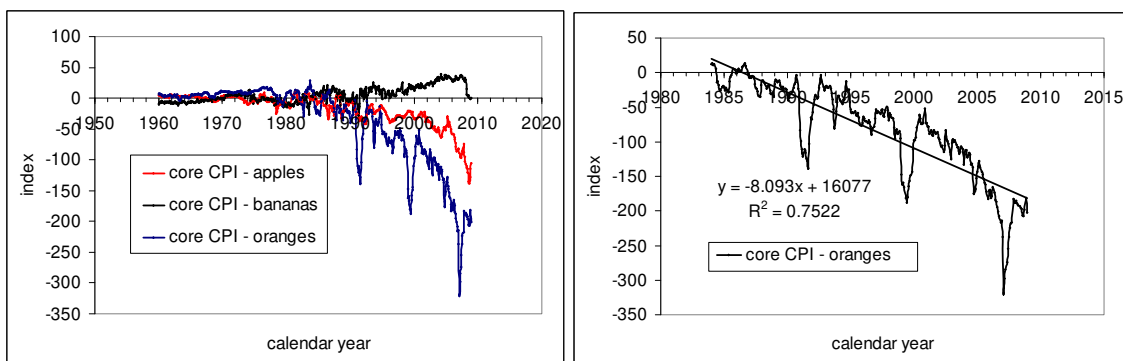 100
50
0
-50
-100
-150
-200
-250
-300
-350
1950 1960 1970 1980 1990 2000 2010 2020
index
calendar year
core CPI - apples
core CPI - bananas
core CPI - oranges
50
0
-50
-100
-150
-200
-250
-300
-350
1980 1985 1990 1995 2000 2005 2010 2015
index
calendar year
y = -8.093x + 16077
R² = 0.7522
core CPI - oranges